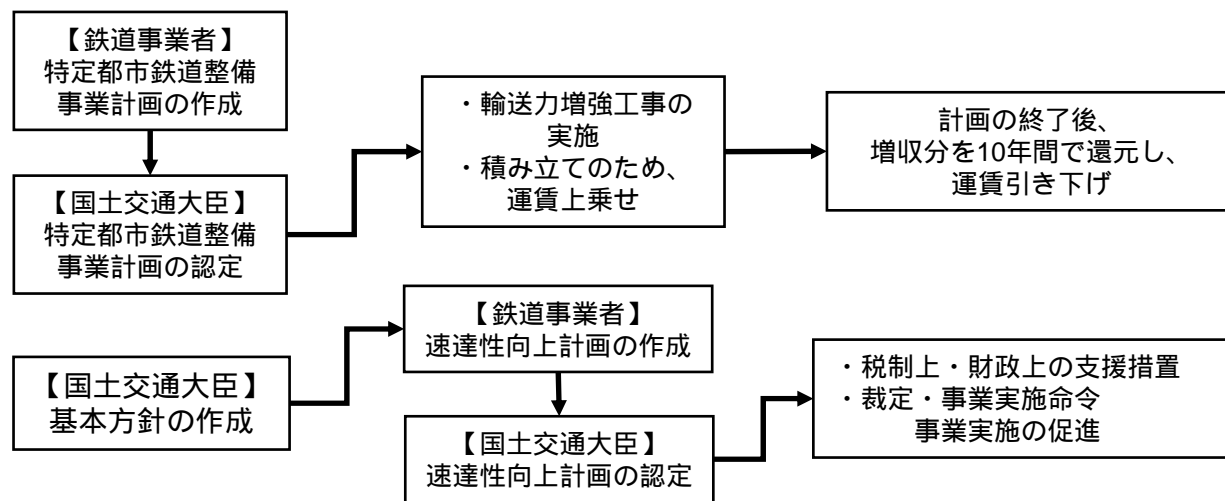 【鉄道事業者】
特定都市鉄道整備
事業計画の作成
【国土交通大臣】
特定都市鉄道整備
事業計画の認定
・輸送力増強工事の
実施
・積み立てのため、
運賃上乗せ
計画の終了後、
増収分を10年間で還元し、
運賃引き下げ
【国土交通大臣】
基本方針の作成
【鉄道事業者】
速達性向上計画の作成
【国土交通大臣】
速達性向上計画の認定
・税制上・財政上の支援措置
・裁定・事業実施命令
事業実施の促進